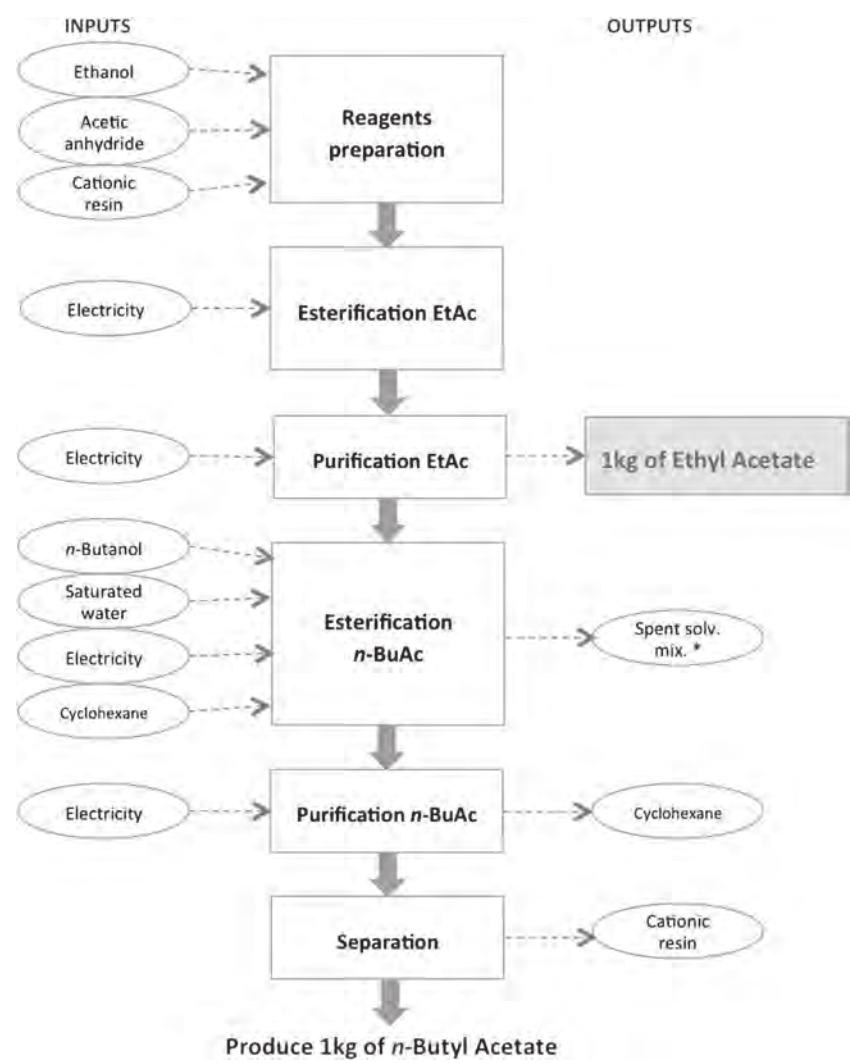 INPUTS
OUTPUTS
Ethanol
Acetic
anhydride
Cationic
resin
Reagents
preparation
Electricity
Esterification EtAc
Electricity
Purification EtAc
1kg of Ethyl Acetate
n-Butanol
Saturated
water
Electricity
Cyclohexane
Esterification
n-BuAc
Spent solv.
mix. *
Electricity
Purification n-BuAc
Cyclohexane
Separation
Cationic
resin
Produce 1kg of n-Butyl Acetate